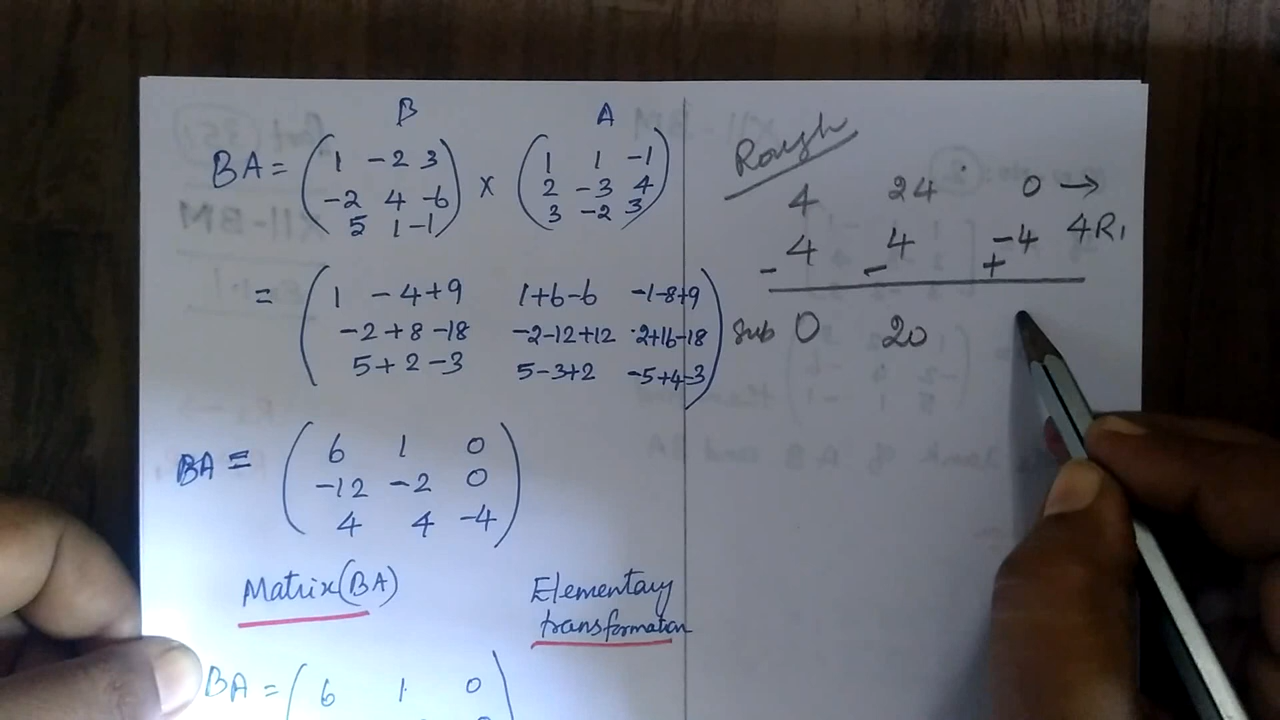 B A
BA = ( 1 -2 3 ) × ( 1 1 -1 )
( -2 4 -6 ) ( 2 -3 4 )
( 5 1 -1 ) ( 3 -2 3 )
= ( 1 -4+9 1+6-6 -1-8+9 )
( -2+8-18 -2-12+12 2+16-18 )
( 5+2-3 5-3+2 -5+4-3 )
BA = ( 6 1 0 )
( -12 -2 0 )
( 4 4 -4 )
Matrix (BA) Elementary
transformation
BA = ( 6 1 0
Rough
4 24 0 →
4 4 -4 4R₁
- - +
Sub 0 20